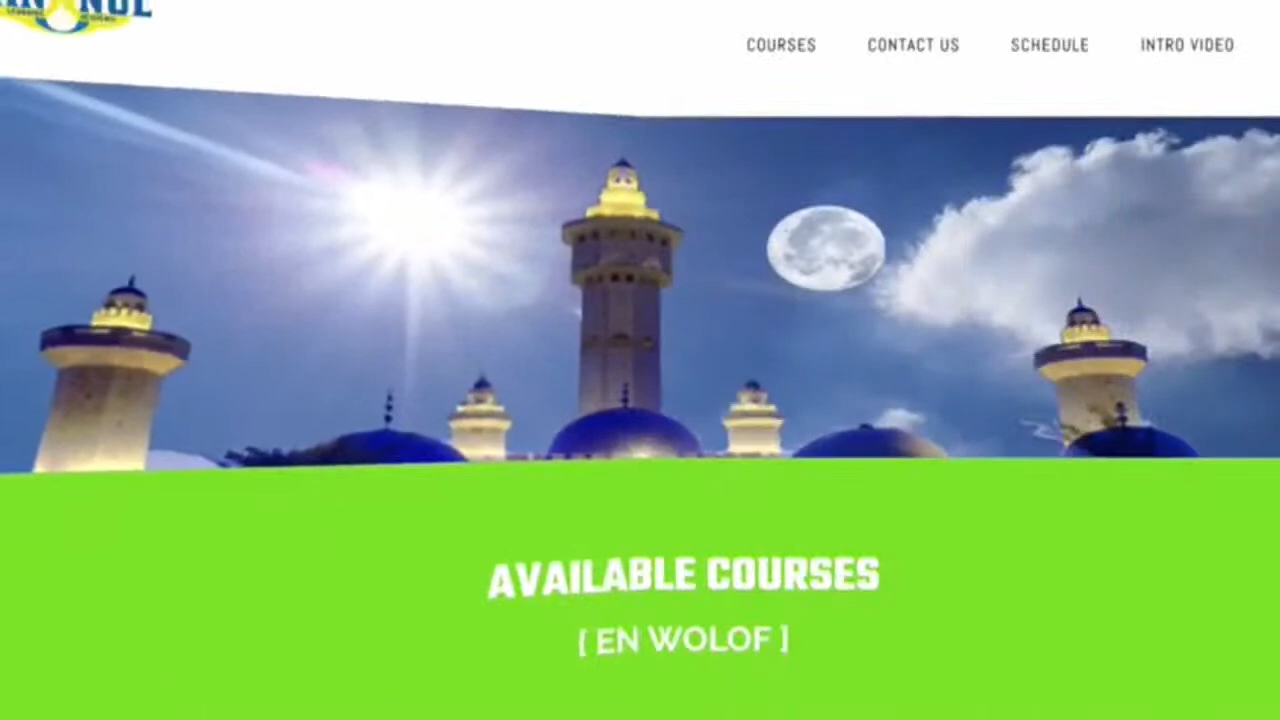 COURSES CONTACT US SCHEDULE INTRO VIDEO
AVAILABLE COURSES
[ EN WOLOF ]